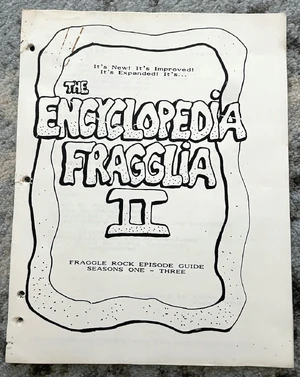 It's New! It's Improved!
It's Expanded! It's...
THE
ENCYCLOPEDiA
FRAGGLiA
II
FRAGGLE ROCK EPISODE GUIDE
SEASONS ONE - THREE